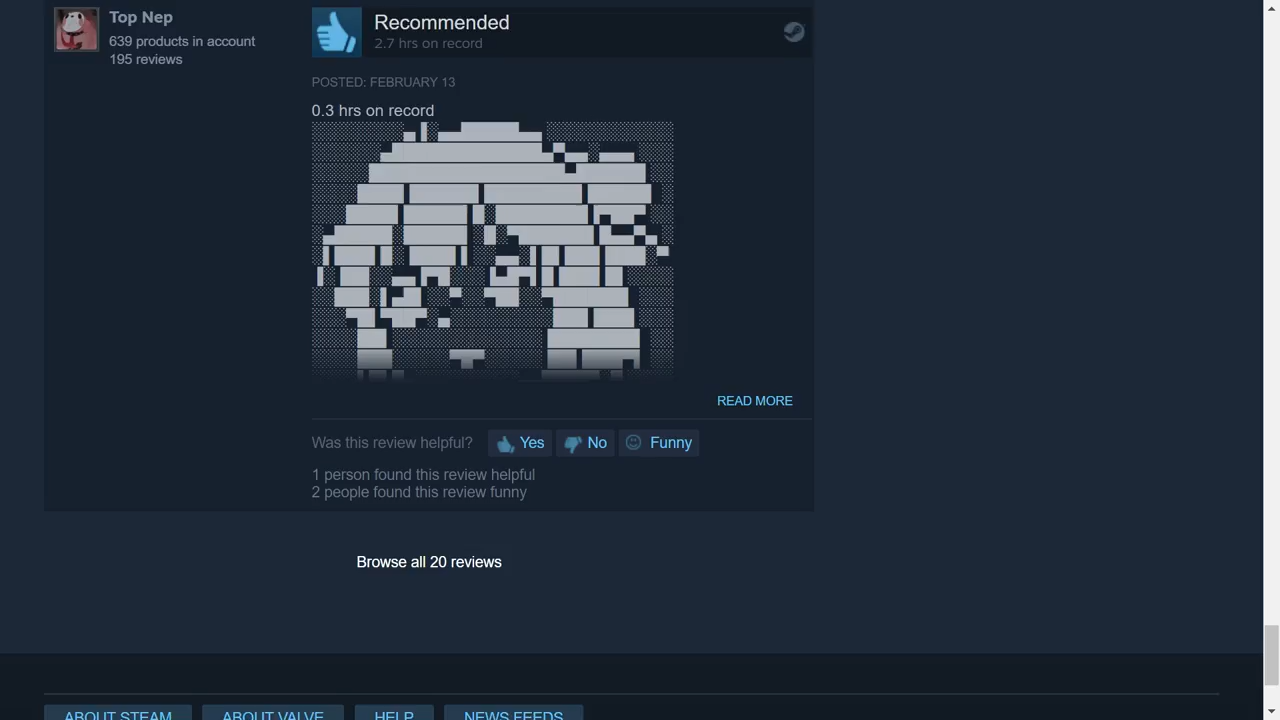 Top Nep
639 products in account
195 reviews
Recommended
2.7 hrs on record
POSTED: FEBRUARY 13
0.3 hrs on record
READ MORE
Was this review helpful? Yes No Funny
1 person found this review helpful
2 people found this review funny
Browse all 20 reviews
ABOUT STEAM ABOUT VALVE HELP NEWS FEEDS